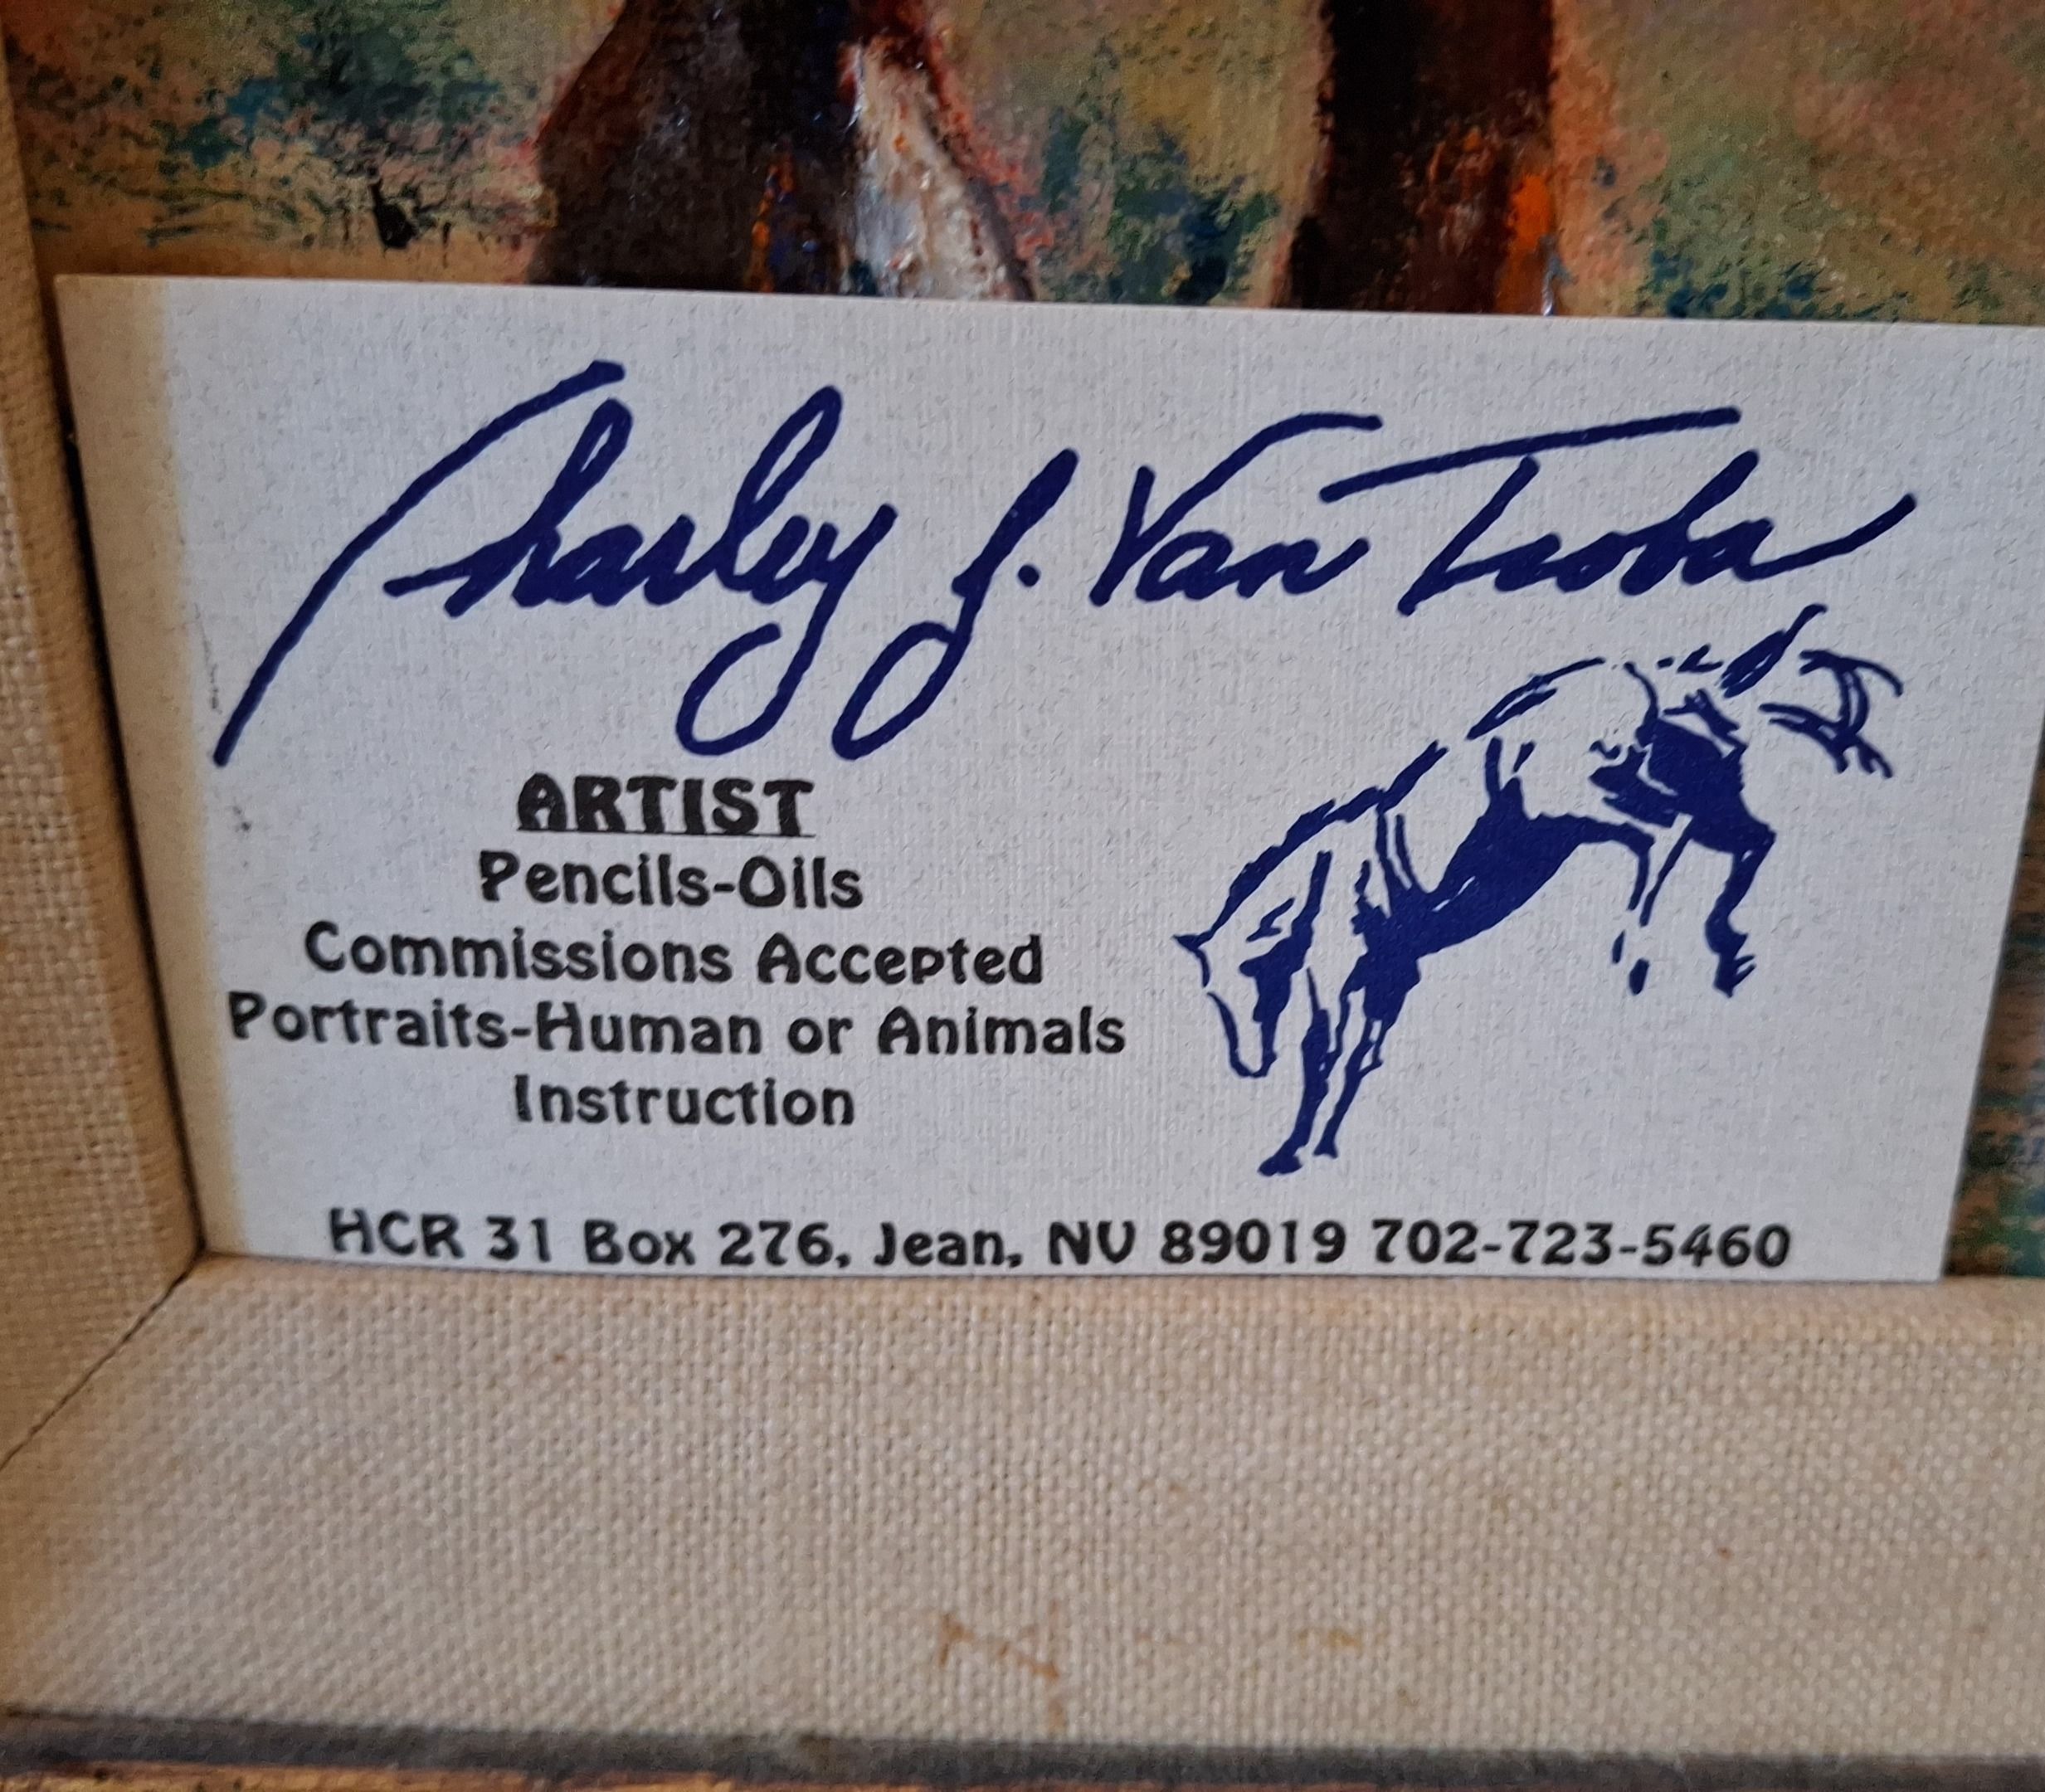 Charley J. Van Troba
ARTIST
Pencils-Oils
Commissions Accepted
Portraits-Human or Animals
Instruction
HCR 31 Box 276, Jean, NV 89019 702-723-5460